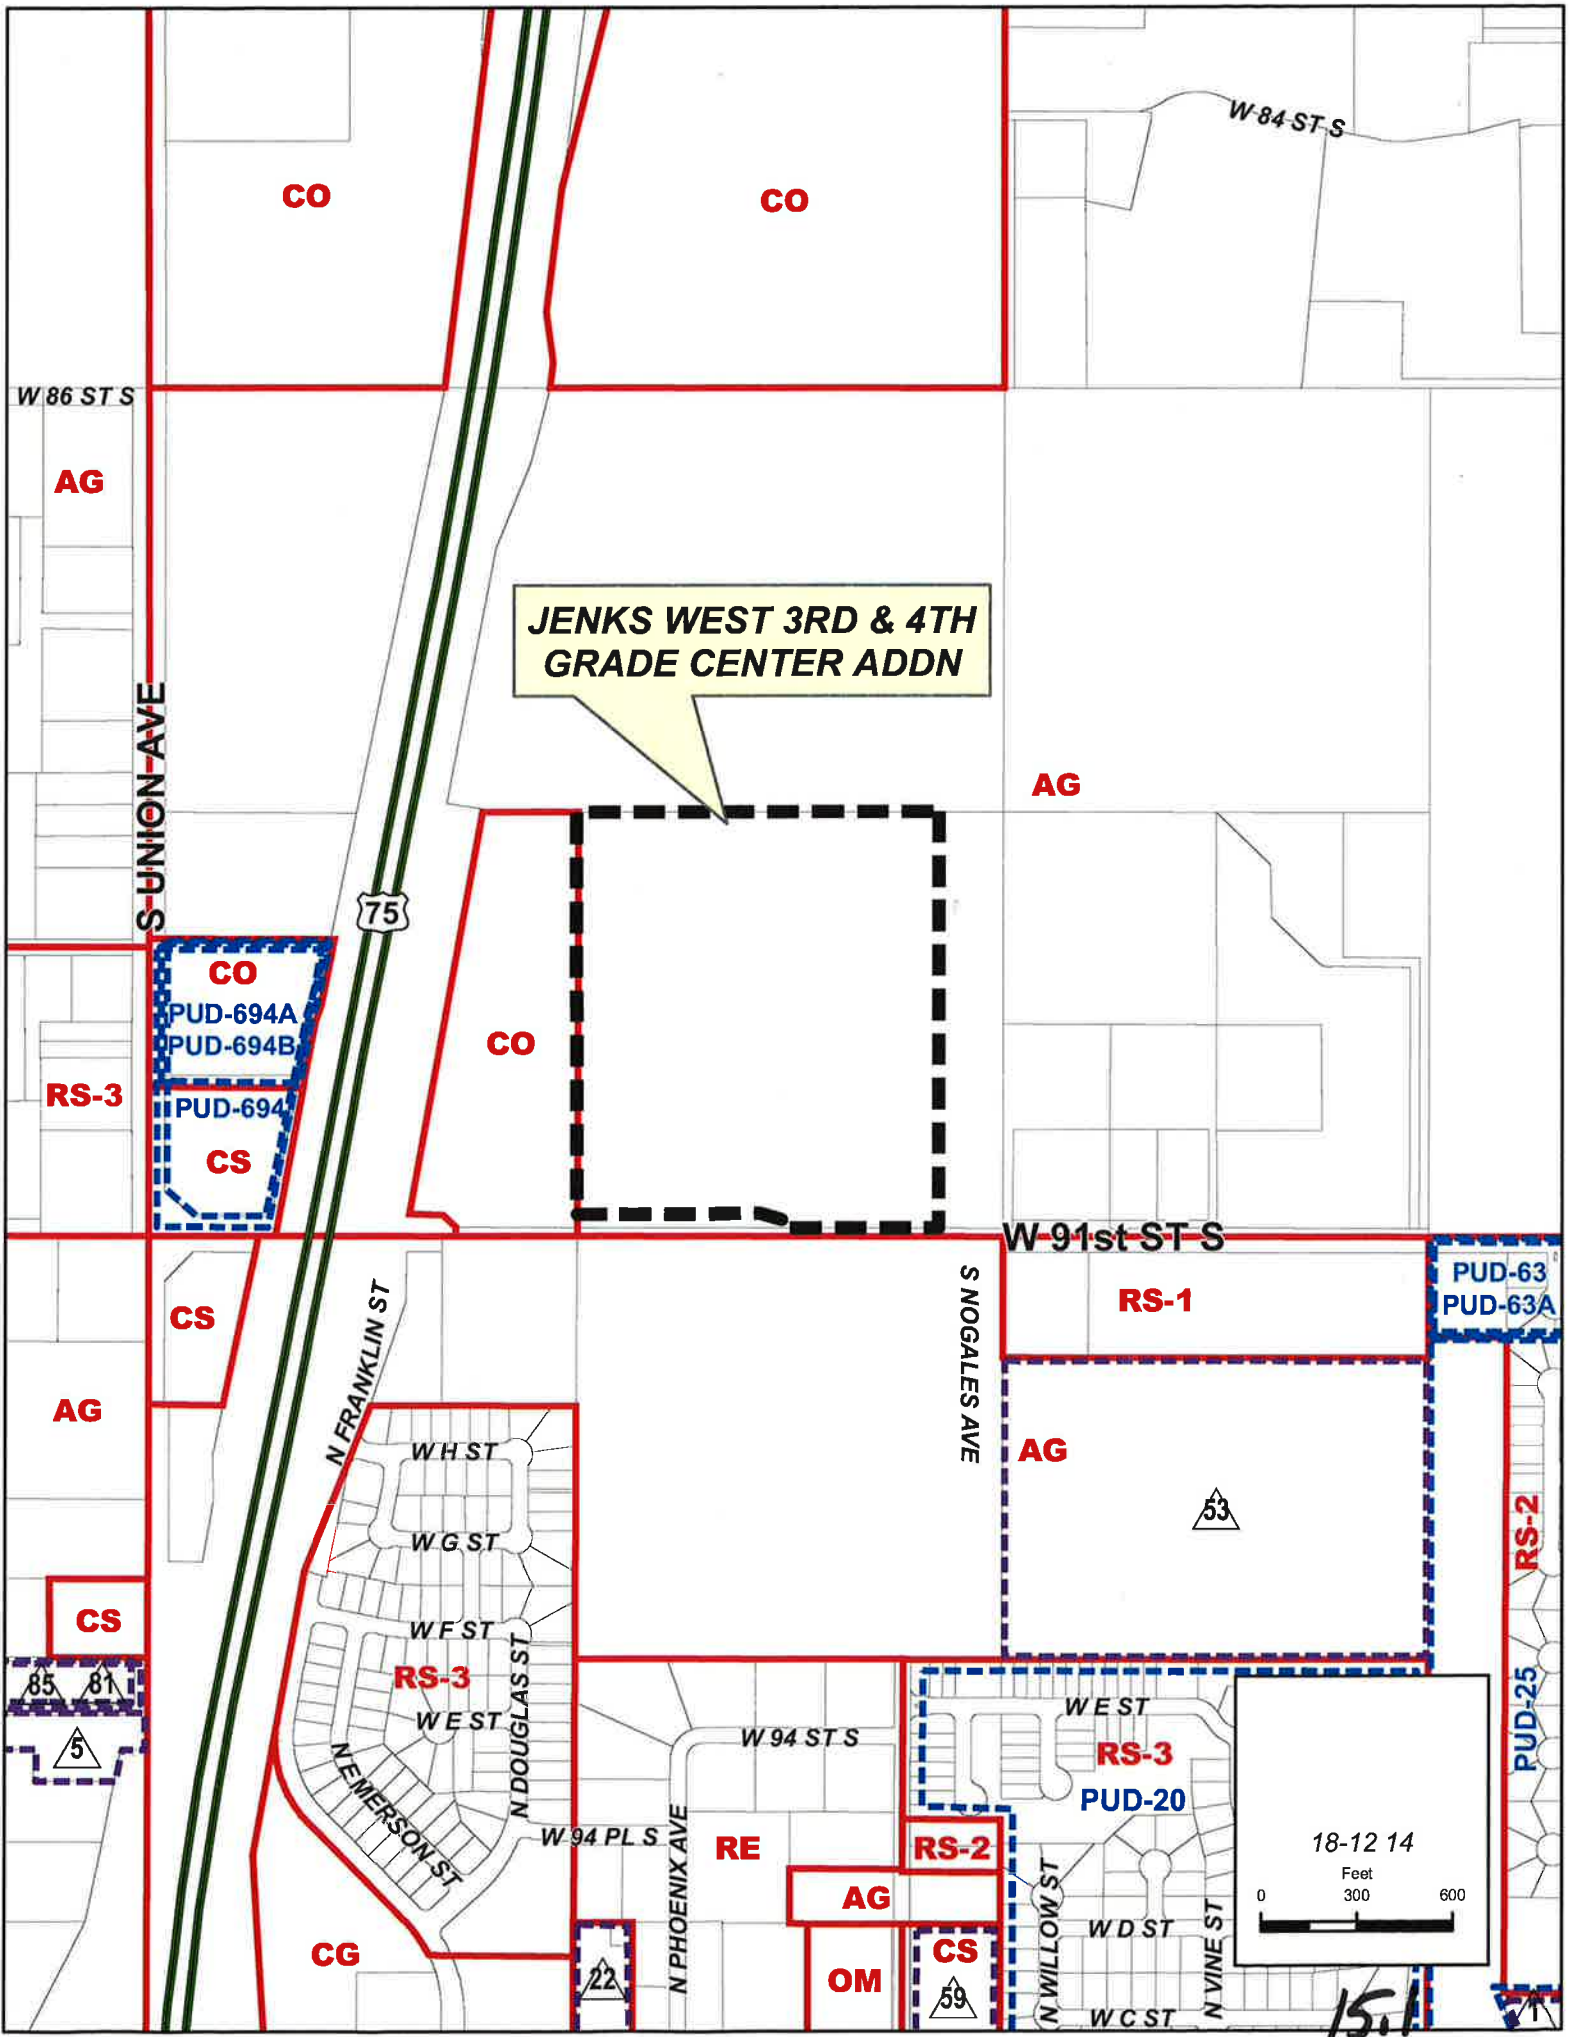 W 84 ST S
CO
CO
W 86 ST S
AG
JENKS WEST 3RD & 4TH
GRADE CENTER ADDN
S UNION AVE
AG
75
CO
PUD-694A
PUD-694B
CO
RS-3
PUD-694
CS
W 91st ST S
PUD-63
PUD-63A
RS-1
CS
S NOGALES AVE
N FRANKLIN ST
AG
AG
W H ST
53
RS-2
W G ST
CS
W F ST
RS-3
N DOUGLAS ST
85
81
PUD-25
W E ST
W E ST
5
W 94 ST S
RS-3
PUD-20
N EMERSON ST
W 94 PL S
N PHOENIX AVE
RE
RS-2
18-12 14
Feet
0 300 600
AG
N WILLOW ST
W D ST
N VINE ST
CG
22
OM
CS
59
W C ST
15.1
1